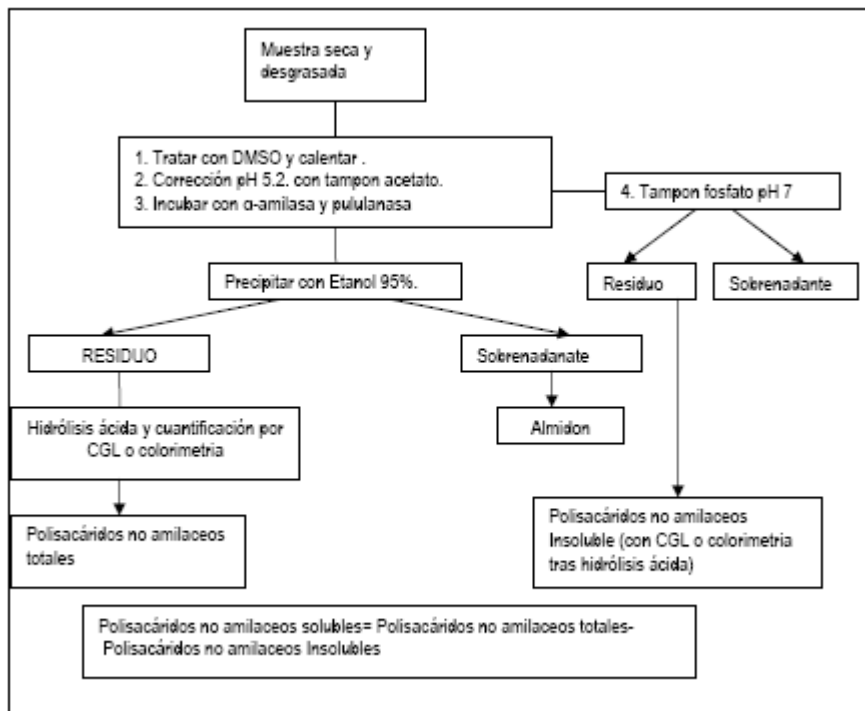 Muestra seca y
desgrasada
1. Tratar con DMSO y calentar .
2. Corrección pH 5.2. con tampon acetato.
3. Incubar con α-amilasa y pululanasa
4. Tampon fosfato pH 7
Precipitar con Etanol 95%.
Residuo
Sobrenadante
RESIDUO
Sobrenadanate
Hidrólisis ácida y cuantificación por
CGL o colorimetria
Almidon
Polisacáridos no amilaceos
totales
Polisacáridos no amilaceos
Insoluble (con CGL o colorimetria
tras hidrólisis ácida)
Polisacáridos no amilaceos solubles= Polisacáridos no amilaceos totales-
Polisacáridos no amilaceos Insolubles